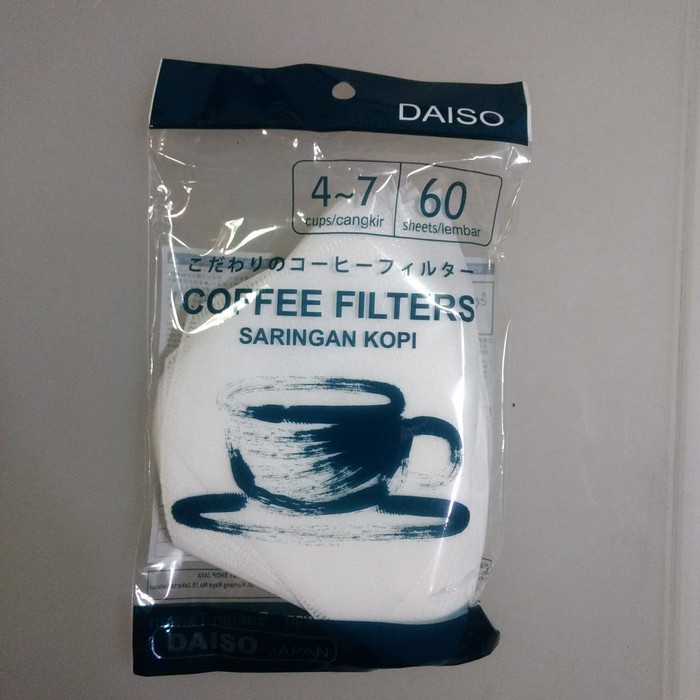 DAISO
4~7
cups/cangkir
60
sheets/lembar
こだわりのコーヒーフィルター
COFFEE FILTERS
SARINGAN KOPI
DAISO JAPAN